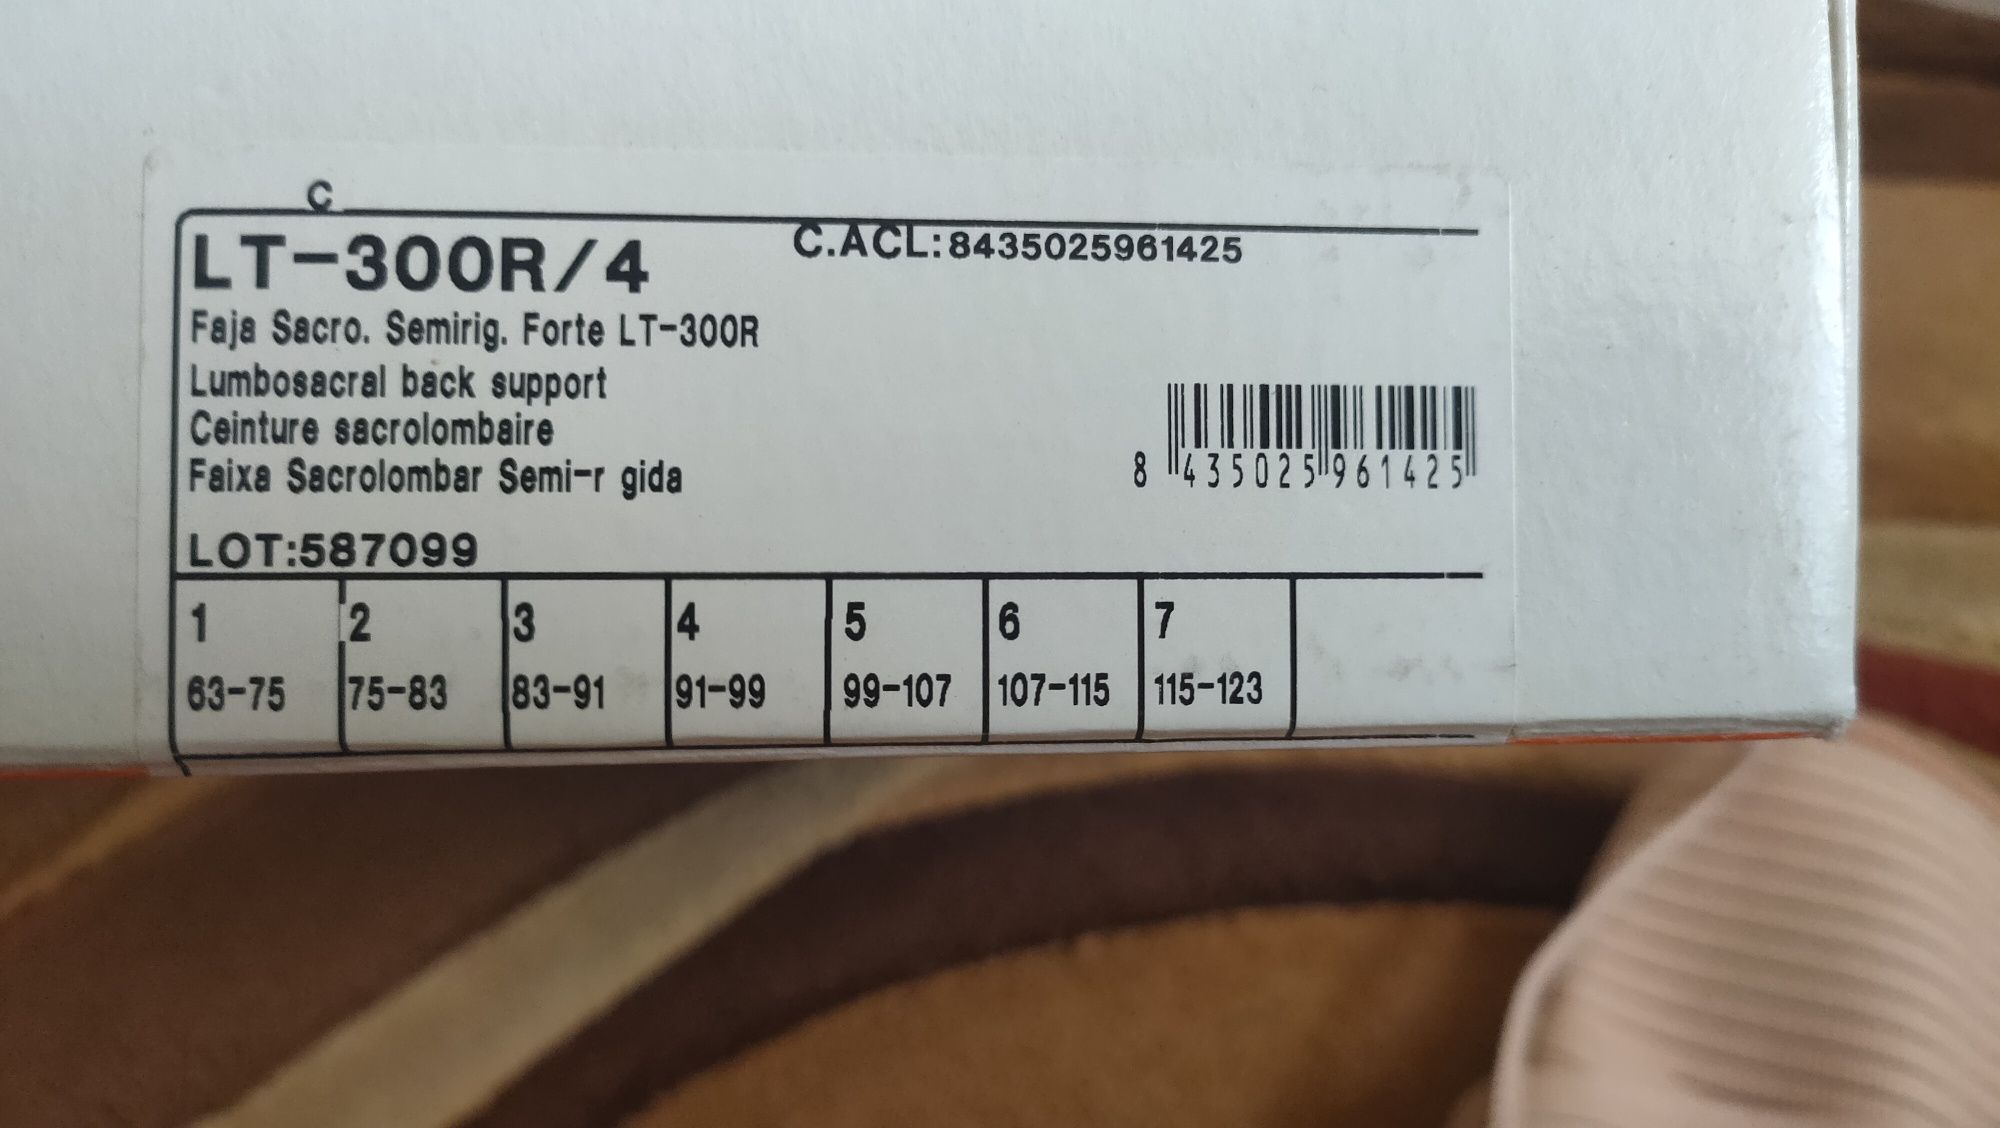 C
LT-300R/4
C.ACL:8435025961425
Faja Sacro. Semirig. Forte LT-300R
Lumbosacral back support
Ceinture sacrolombaire
Faixa Sacrolombar Semi-r gida
8 435025 961425
LOT:587099
1 2 3 4 5 6 7
63-75 75-83 83-91 91-99 99-107 107-115 115-123